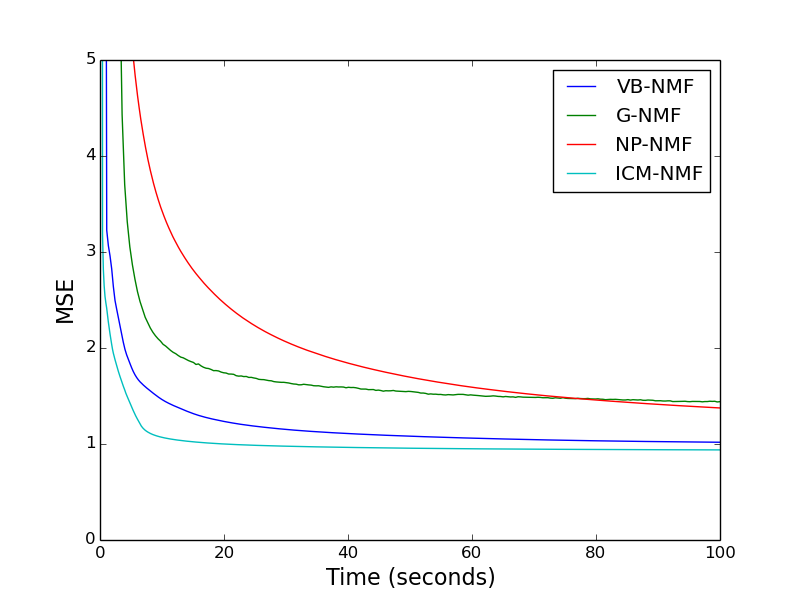 5
4
3
2
1
0
MSE
0 20 40 60 80 100
Time (seconds)
VB-NMF
G-NMF
NP-NMF
ICM-NMF